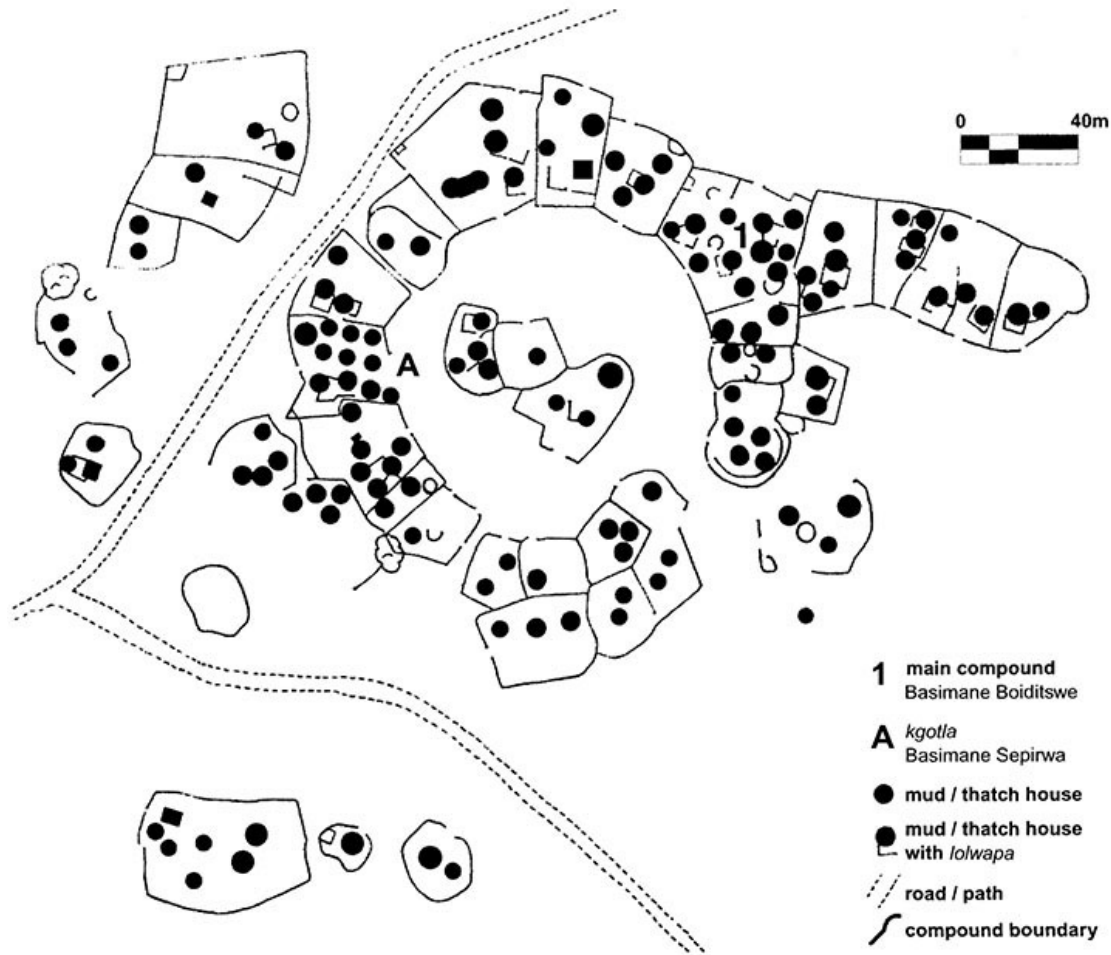 0 40m
1
A
1 main compound
Basimane Boiditswe
A kgotla
Basimane Sepirwa
mud / thatch house
mud / thatch house
with lolwapa
road / path
compound boundary